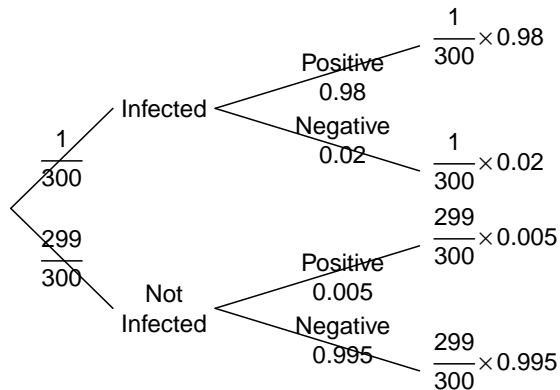 1
300
Infected
Positive
0.98
1
300 × 0.98
Negative
0.02
1
300 × 0.02
299
300
Not
Infected
Positive
0.005
299
300 × 0.005
Negative
0.995
299
300 × 0.995